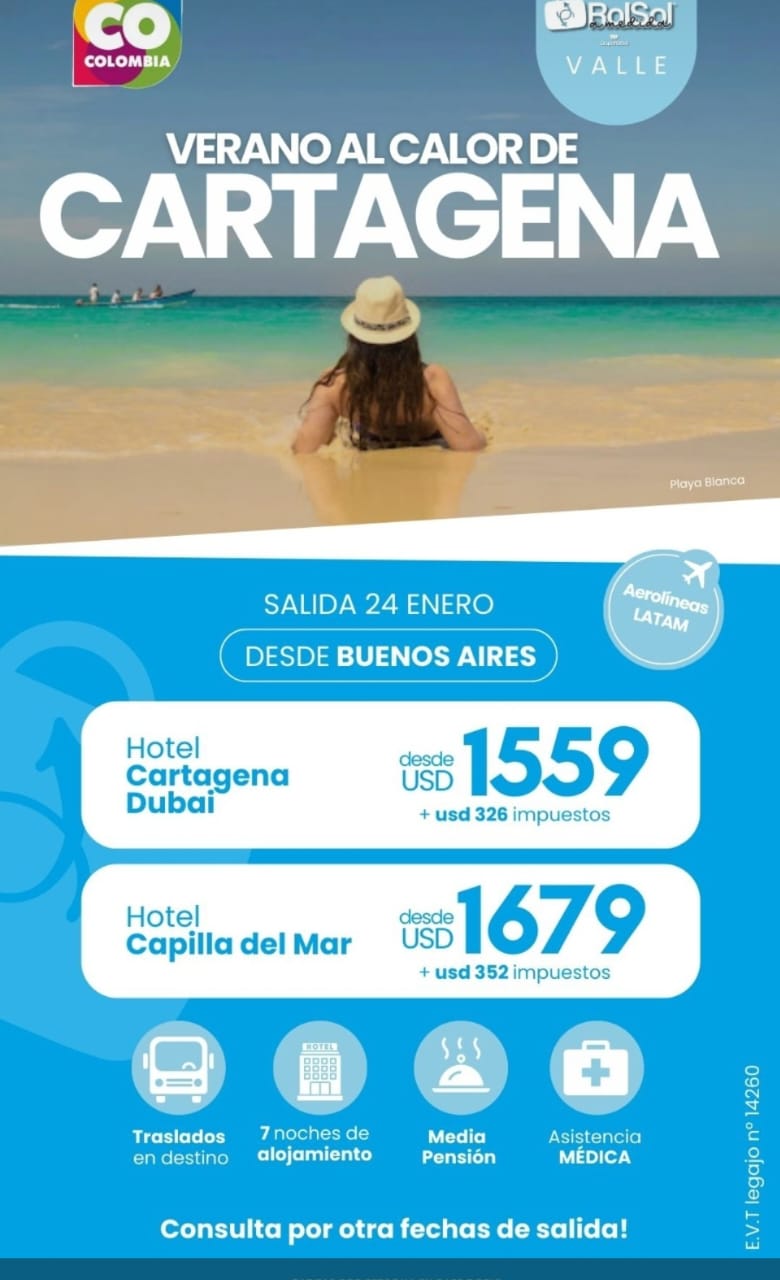 CO
COLOMBIA
BolSol
a medida
VALLE
VERANO AL CALOR DE
CARTAGENA
Playa Blanca
SALIDA 24 ENERO
Aerolíneas
LATAM
DESDE BUENOS AIRES
Hotel
Cartagena
Dubai
desde
USD 1559
+ usd 326 impuestos
Hotel
Capilla del Mar
desde
USD 1679
+ usd 352 impuestos
HOTEL
Traslados
en destino
7 noches de
alojamiento
Media
Pensión
Asistencia
MÉDICA
E.V.T legajo nº 14260
Consulta por otra fechas de salida!